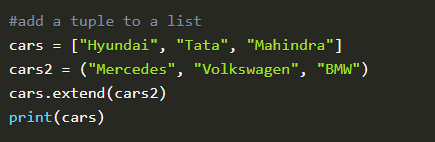 #add a tuple to a list
cars = ["Hyundai", "Tata", "Mahindra"]
cars2 = ("Mercedes", "Volkswagen", "BMW")
cars.extend(cars2)
print(cars)